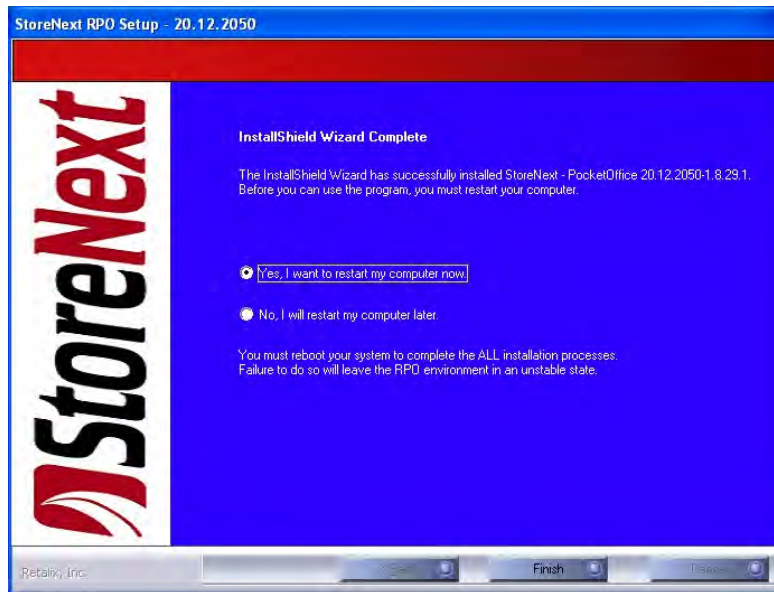 StoreNext RPO Setup - 20.12.2050
StoreNext
InstallShield Wizard Complete
The InstallShield Wizard has successfully installed StoreNext - PocketOffice 20.12.2050-1.8.29.1.
Before you can use the program, you must restart your computer.
Yes, I want to restart my computer now.
No, I will restart my computer later.
You must reboot your system to complete the ALL installation processes.
Failure to do so will leave the RPO environment in an unstable state.
Retalix, Inc.
Finish